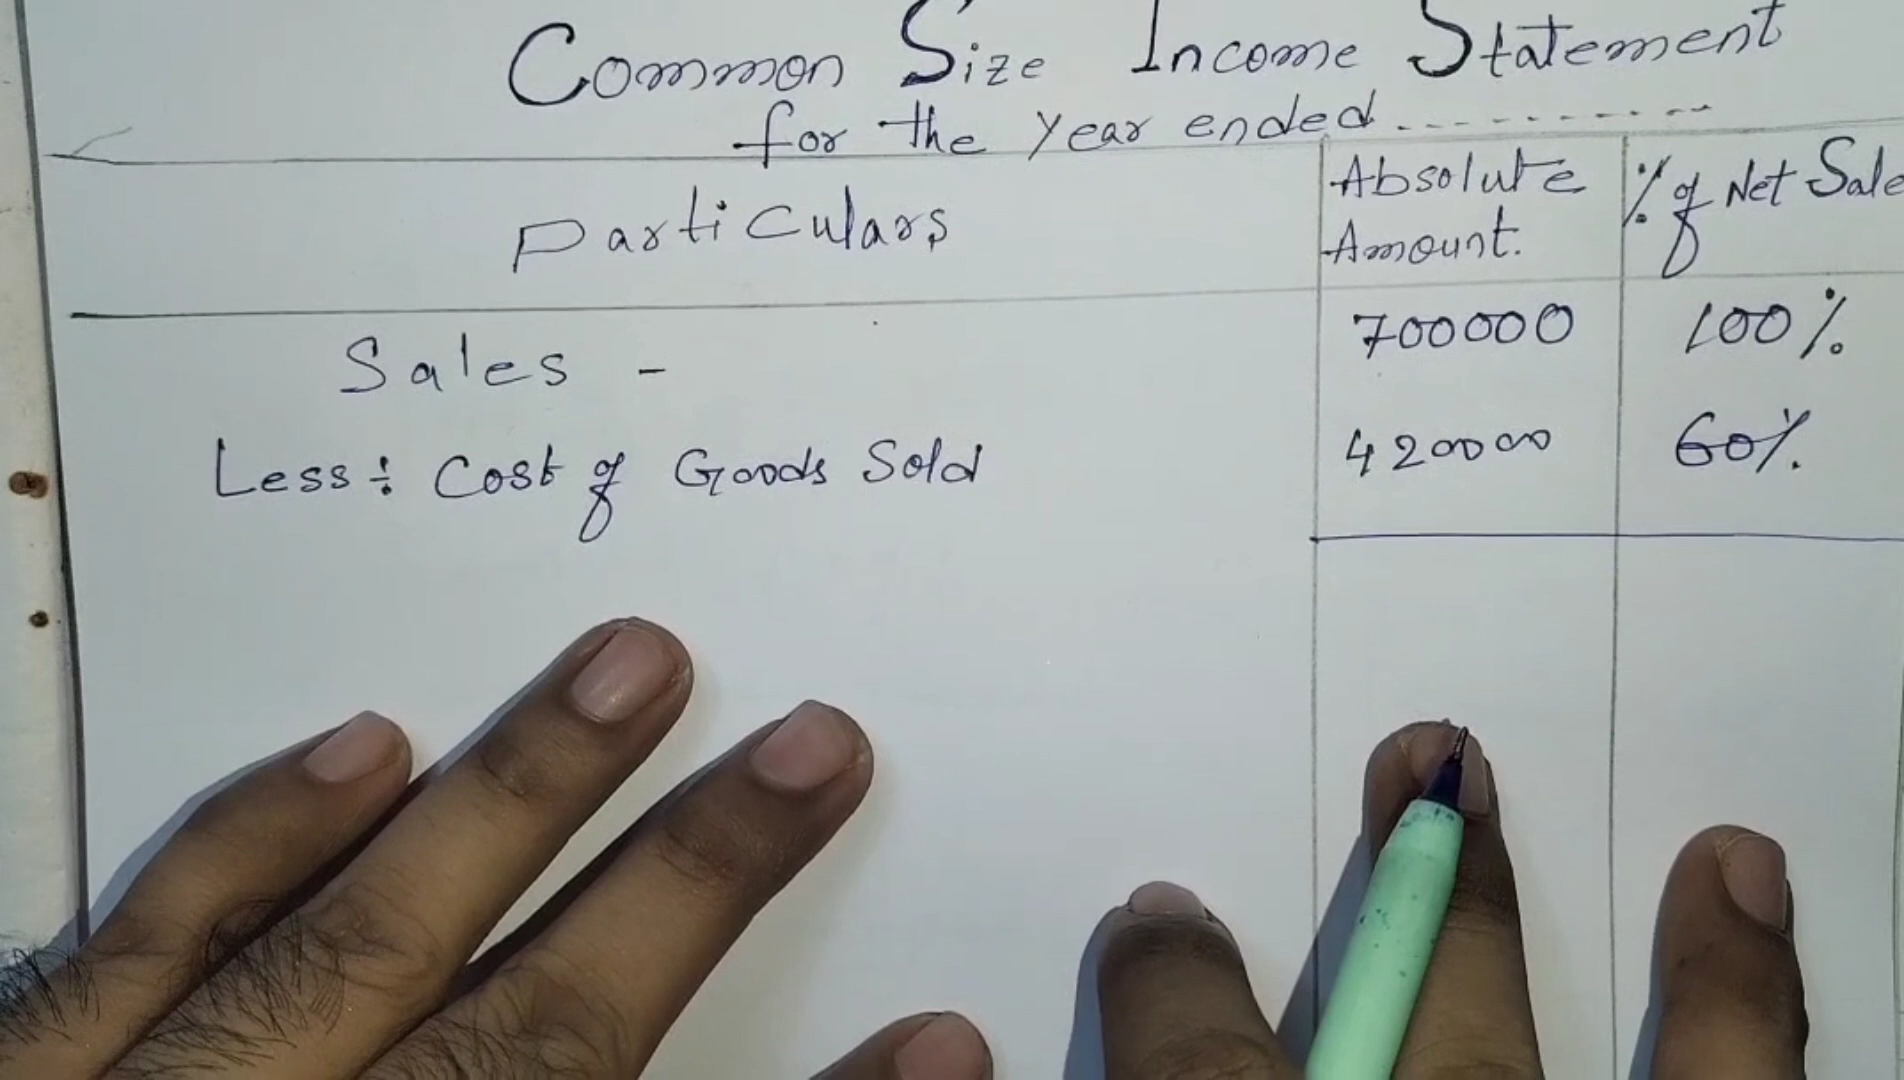 Common Size Income Statement
for the Year ended...........
Particulars
Absolute Amount.
% of Net Sale
Sales - 700000 100%
Less: Cost of Goods Sold 420000 60%